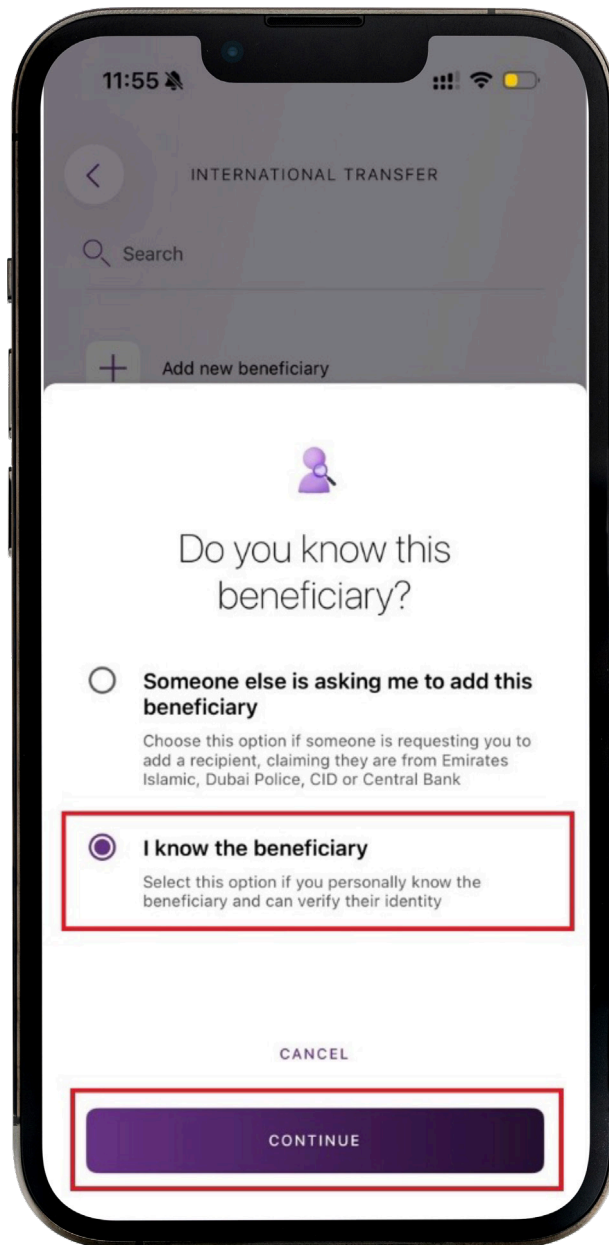 11:55
INTERNATIONAL TRANSFER
Search
Add new beneficiary
Do you know this
beneficiary?
Someone else is asking me to add this
beneficiary
Choose this option if someone is requesting you to
add a recipient, claiming they are from Emirates
Islamic, Dubai Police, CID or Central Bank
I know the beneficiary
Select this option if you personally know the
beneficiary and can verify their identity
CANCEL
CONTINUE